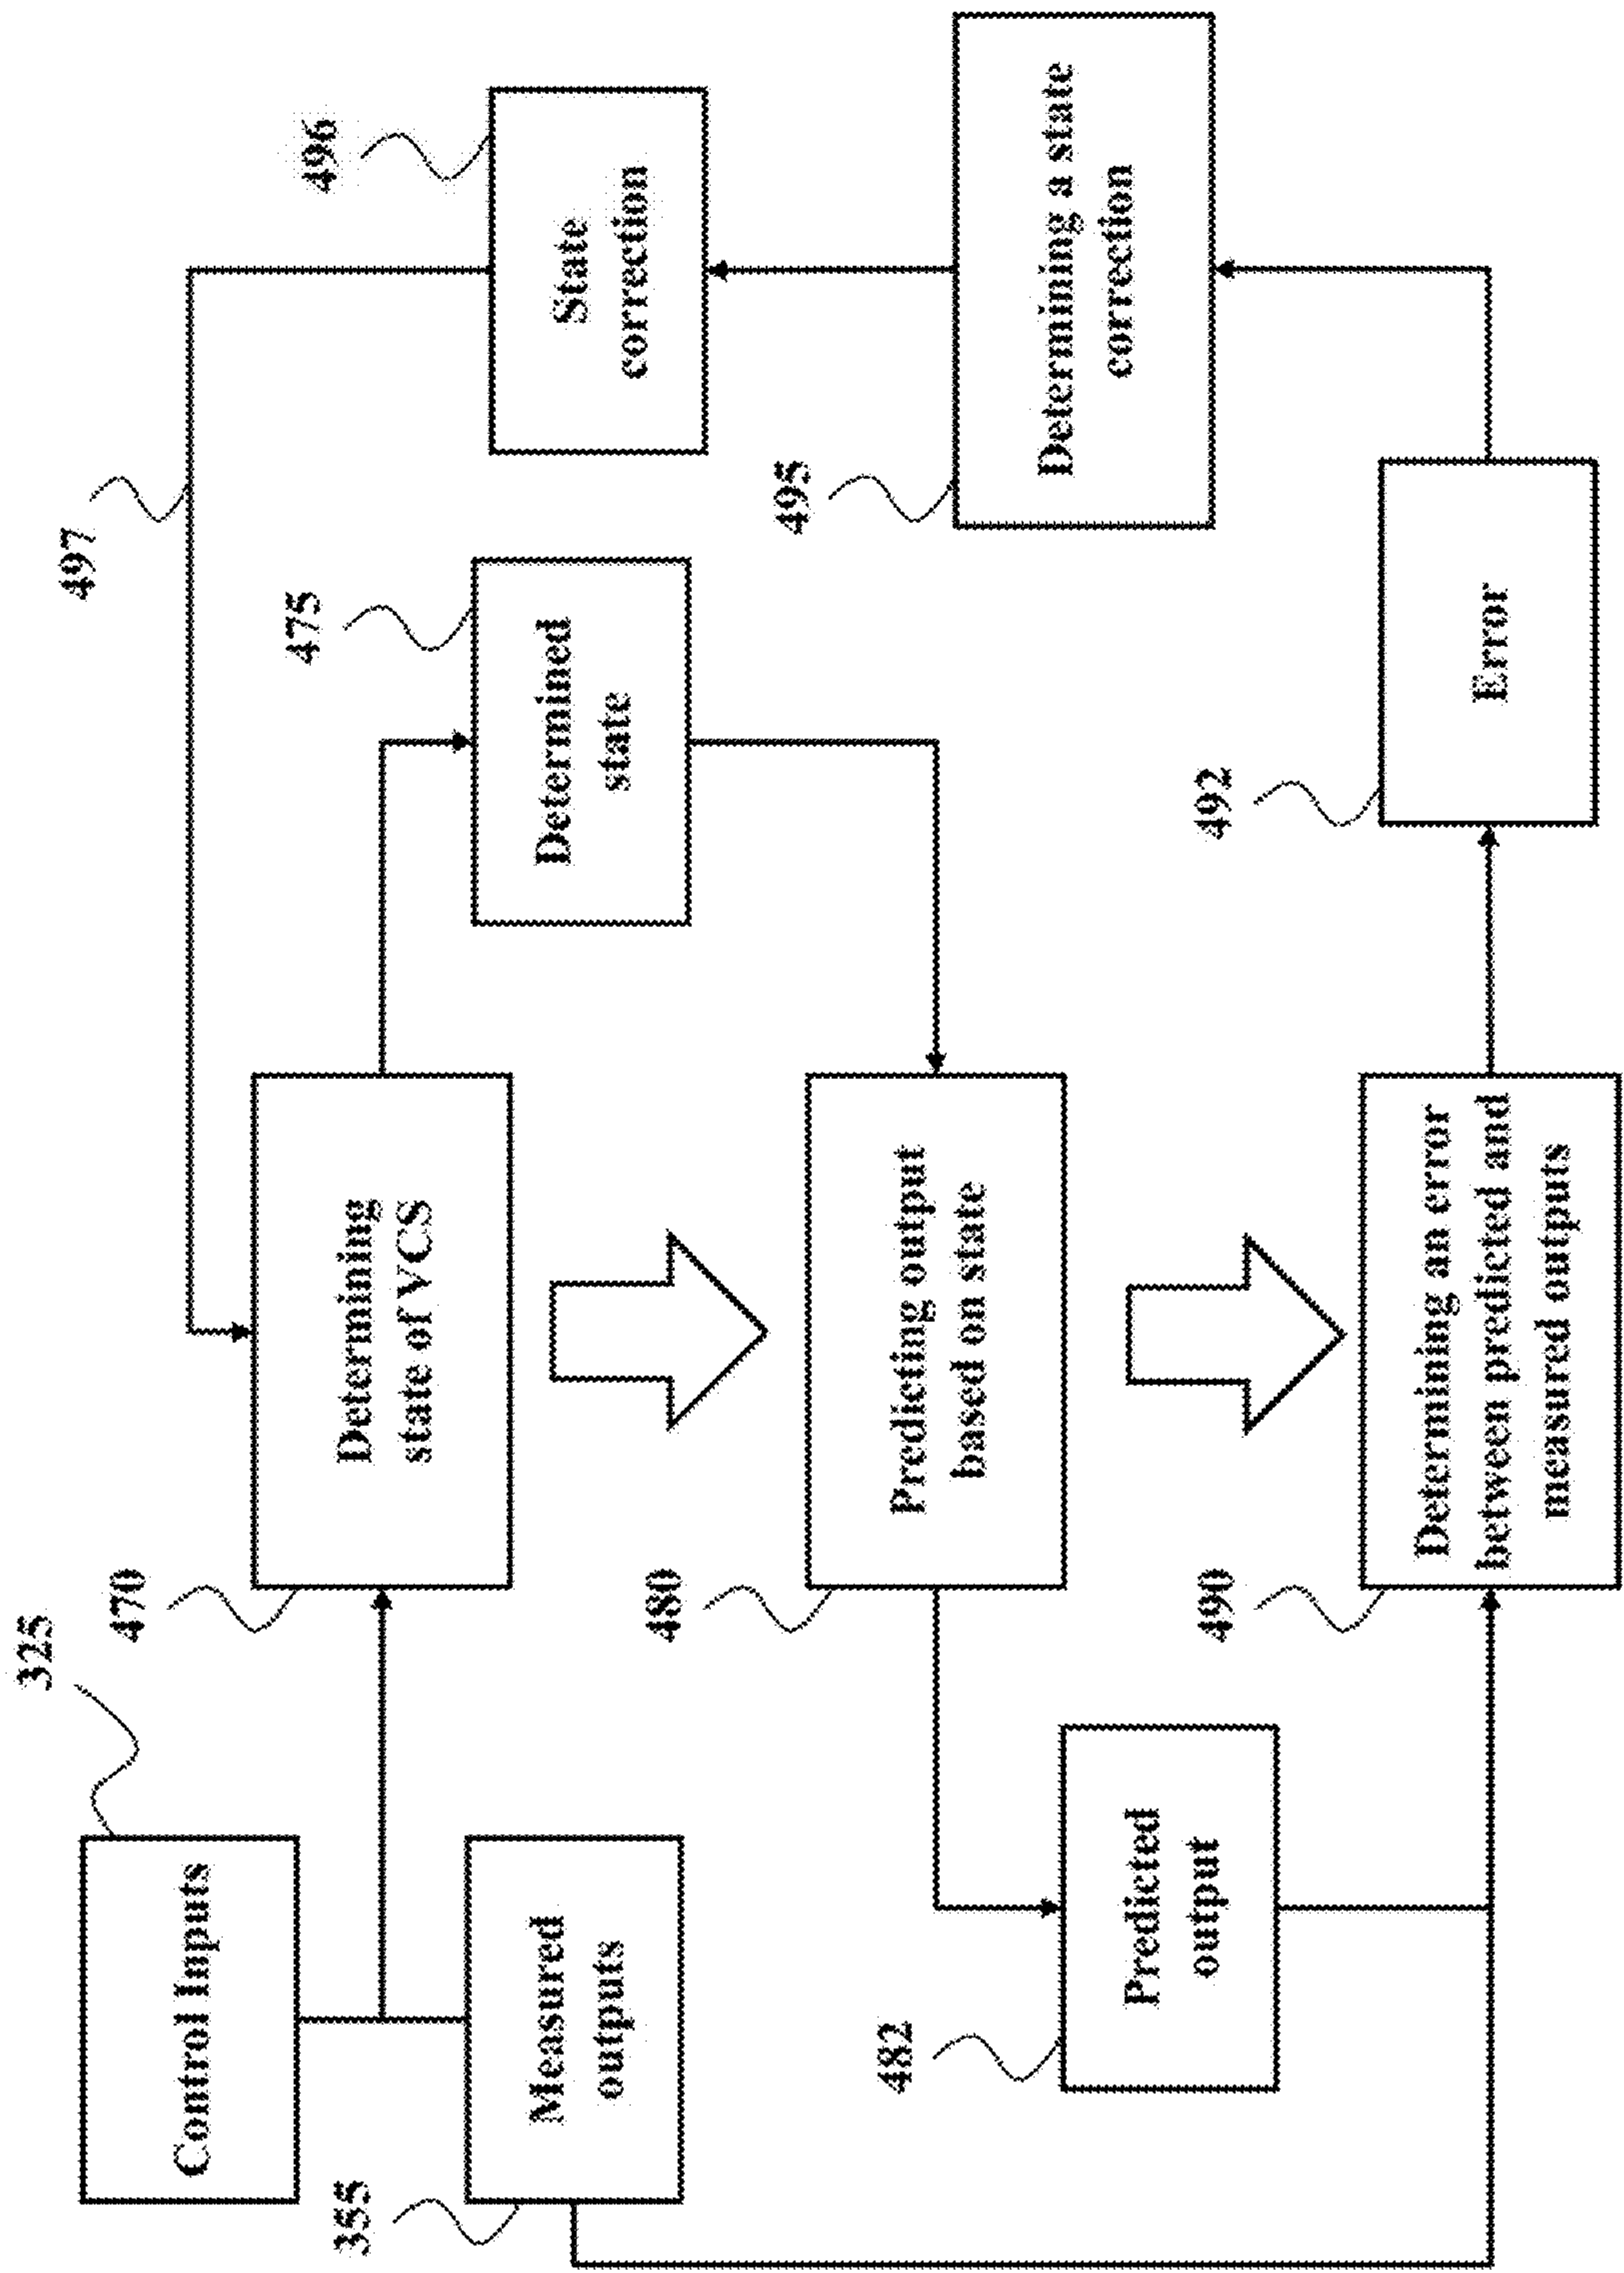 325
Control Inputs
470
Determining
state of VCS
497
496
State
correction
355
Measured
outputs
475
Determined
state
480
Predicting output
based on state
495
Determining a state
correction
482
Predicted
output
490
Determining an error
between predicted and
measured outputs
492
Error